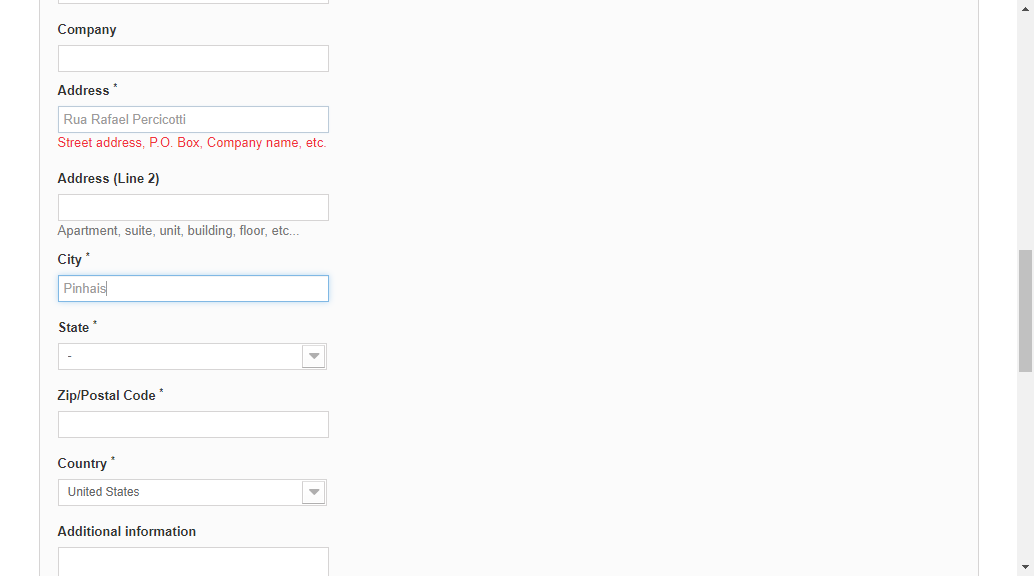 Company
Address *
Rua Rafael Percicotti
Street address, P.O. Box, Company name, etc.
Address (Line 2)
Apartment, suite, unit, building, floor, etc...
City *
Pinhais
State *
-
Zip/Postal Code *
Country *
United States
Additional information